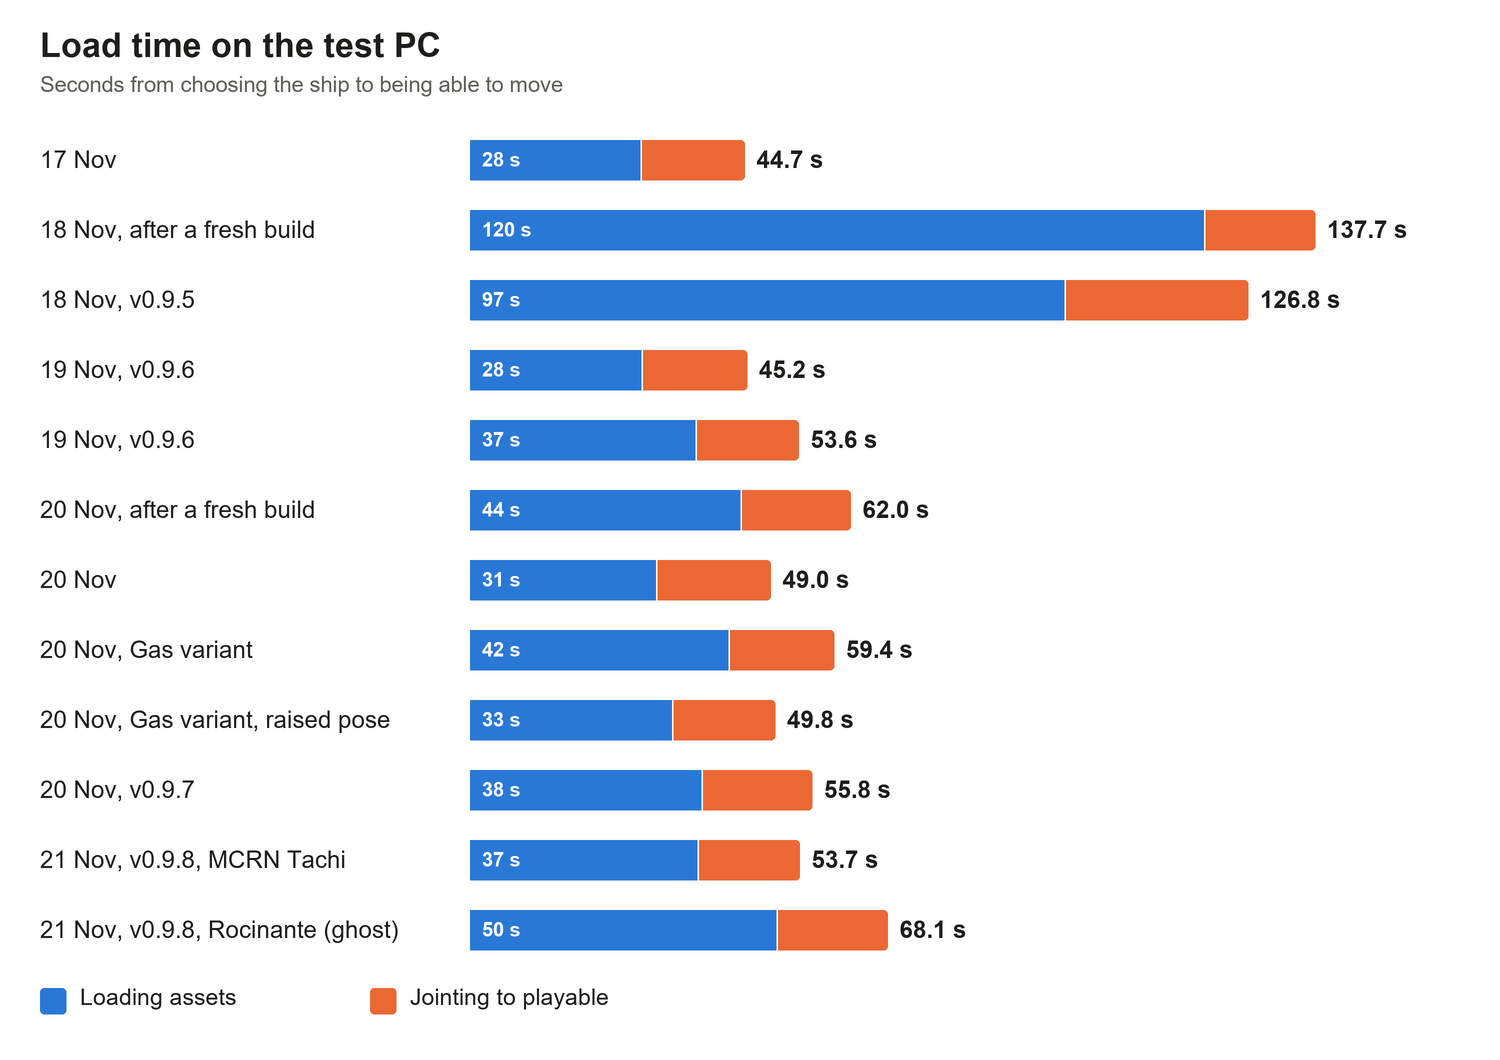 Load time on the test PC
Seconds from choosing the ship to being able to move
17 Nov 28 s 44.7 s
18 Nov, after a fresh build 120 s 137.7 s
18 Nov, v0.9.5 97 s 126.8 s
19 Nov, v0.9.6 28 s 45.2 s
19 Nov, v0.9.6 37 s 53.6 s
20 Nov, after a fresh build 44 s 62.0 s
20 Nov 31 s 49.0 s
20 Nov, Gas variant 42 s 59.4 s
20 Nov, Gas variant, raised pose 33 s 49.8 s
20 Nov, v0.9.7 38 s 55.8 s
21 Nov, v0.9.8, MCRN Tachi 37 s 53.7 s
21 Nov, v0.9.8, Rocinante (ghost) 50 s 68.1 s
Loading assets Jointing to playable